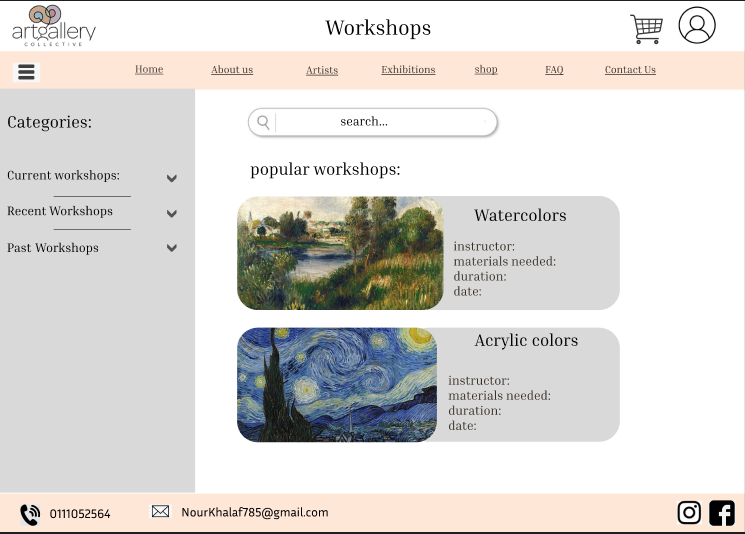 artgallery
COLLECTIVE
Workshops
Home About us Artists Exhibitions shop FAQ Contact Us
Categories:
Current workshops:
Recent Workshops
Past Workshops
search...
popular workshops:
Watercolors
instructor:
materials needed:
duration:
date:
Acrylic colors
instructor:
materials needed:
duration:
date:
0111052564 NourKhalaf785@gmail.com